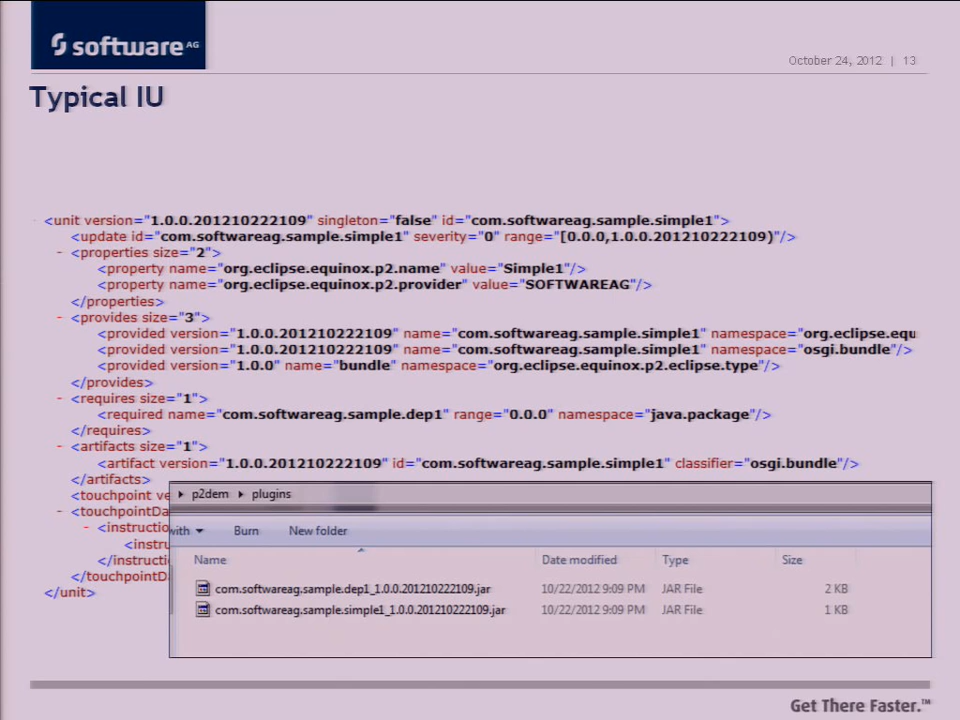 software AG
October 24, 2012 | 13
Typical IU
<unit version="1.0.0.201210222109" singleton="false" id="com.softwareag.sample.simple1">
<update id="com.softwareag.sample.simple1" severity="0" range="[0.0.0,1.0.0.201210222109)"/>
- <properties size="2">
<property name="org.eclipse.equinox.p2.name" value="Simple1"/>
<property name="org.eclipse.equinox.p2.provider" value="SOFTWAREAG"/>
</properties>
- <provides size="3">
<provided version="1.0.0.201210222109" name="com.softwareag.sample.simple1" namespace="org.eclipse.equ
<provided version="1.0.0.201210222109" name="com.softwareag.sample.simple1" namespace="osgi.bundle"/>
<provided version="1.0.0" name="bundle" namespace="org.eclipse.equinox.p2.eclipse.type"/>
</provides>
- <requires size="1">
<required name="com.softwareag.sample.dep1" range="0.0.0" namespace="java.package"/>
</requires>
- <artifacts size="1">
<artifact version="1.0.0.201210222109" id="com.softwareag.sample.simple1" classifier="osgi.bundle"/>
</artifacts>
<touchpoint ve
- <touchpointDa
- <instructio
<instru
</instructi
</touchpointD
</unit>
p2dem plugins
with Burn New folder
Name Date modified Type Size
com.softwareag.sample.dep1_1.0.0.201210222109.jar 10/22/2012 9:09 PM JAR File 2 KB
com.softwareag.sample.simple1_1.0.0.201210222109.jar 10/22/2012 9:09 PM JAR File 1 KB
Get There Faster.™